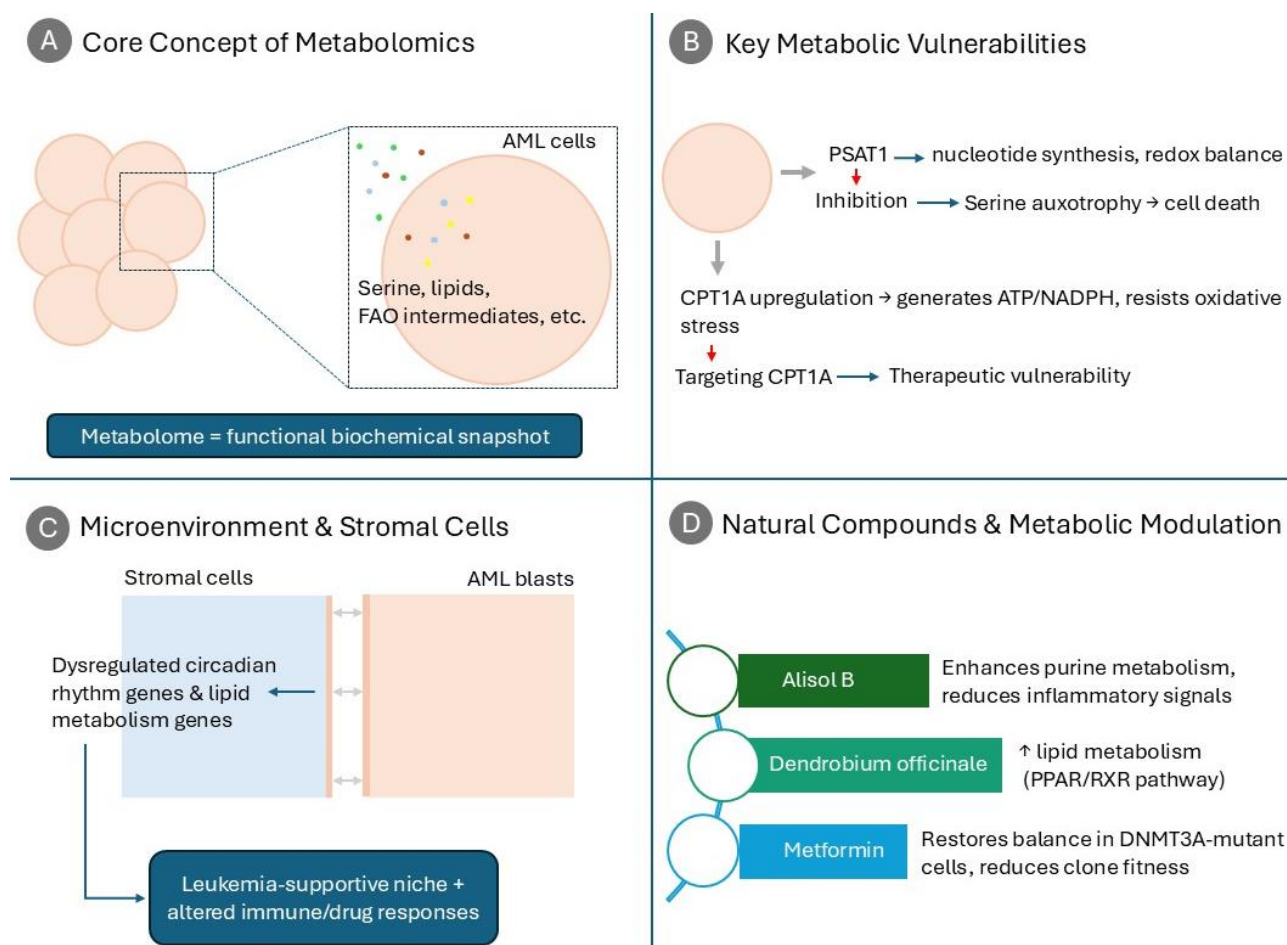 A Core Concept of Metabolomics
AML cells
Serine, lipids,
FAO intermediates, etc.
Metabolome = functional biochemical snapshot
B Key Metabolic Vulnerabilities
PSAT1 → nucleotide synthesis, redox balance
Inhibition → Serine auxotrophy → cell death
CPT1A upregulation → generates ATP/NADPH, resists oxidative
stress
Targeting CPT1A → Therapeutic vulnerability
C Microenvironment & Stromal Cells
Stromal cells
AML blasts
Dysregulated circadian
rhythm genes & lipid
metabolism genes
Leukemia-supportive niche +
altered immune/drug responses
D Natural Compounds & Metabolic Modulation
Alisol B
Enhances purine metabolism,
reduces inflammatory signals
Dendrobium officinale
↑ lipid metabolism
(PPAR/RXR pathway)
Metformin
Restores balance in DNMT3A-mutant
cells, reduces clone fitness